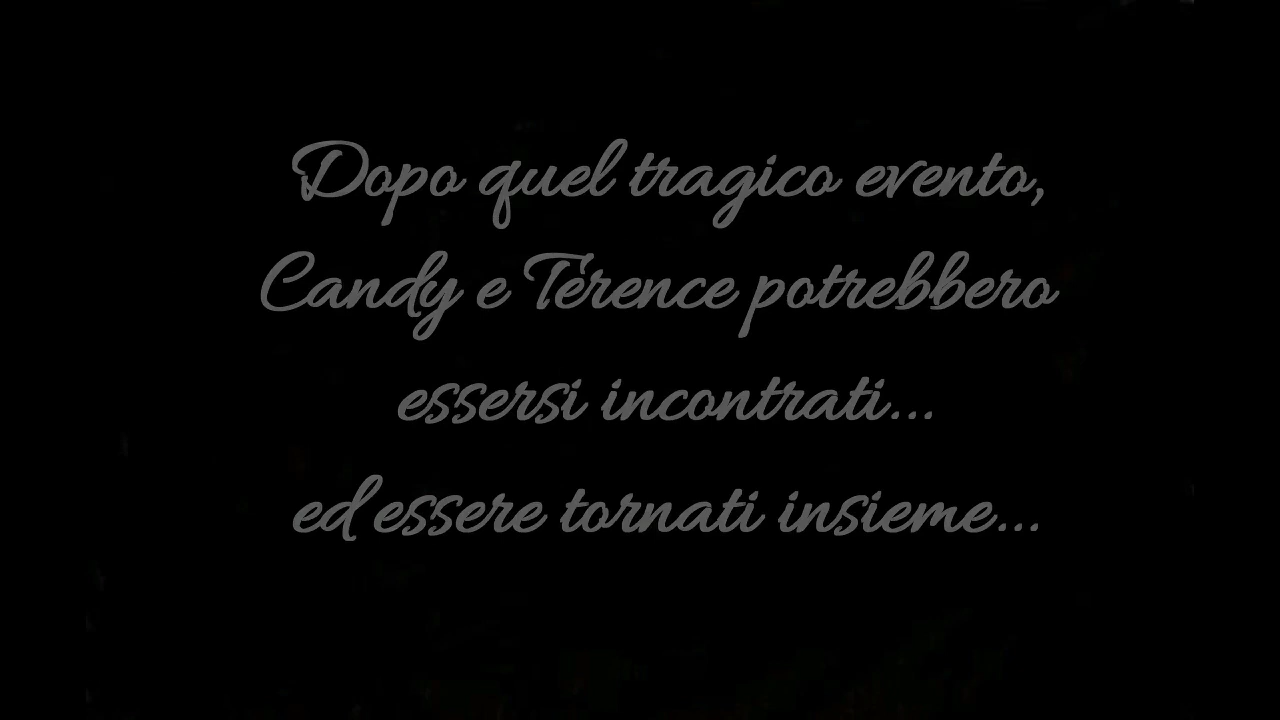 Dopo quel tragico evento,
Candy e Terence potrebbero
essersi incontrati...
ed essere tornati insieme...